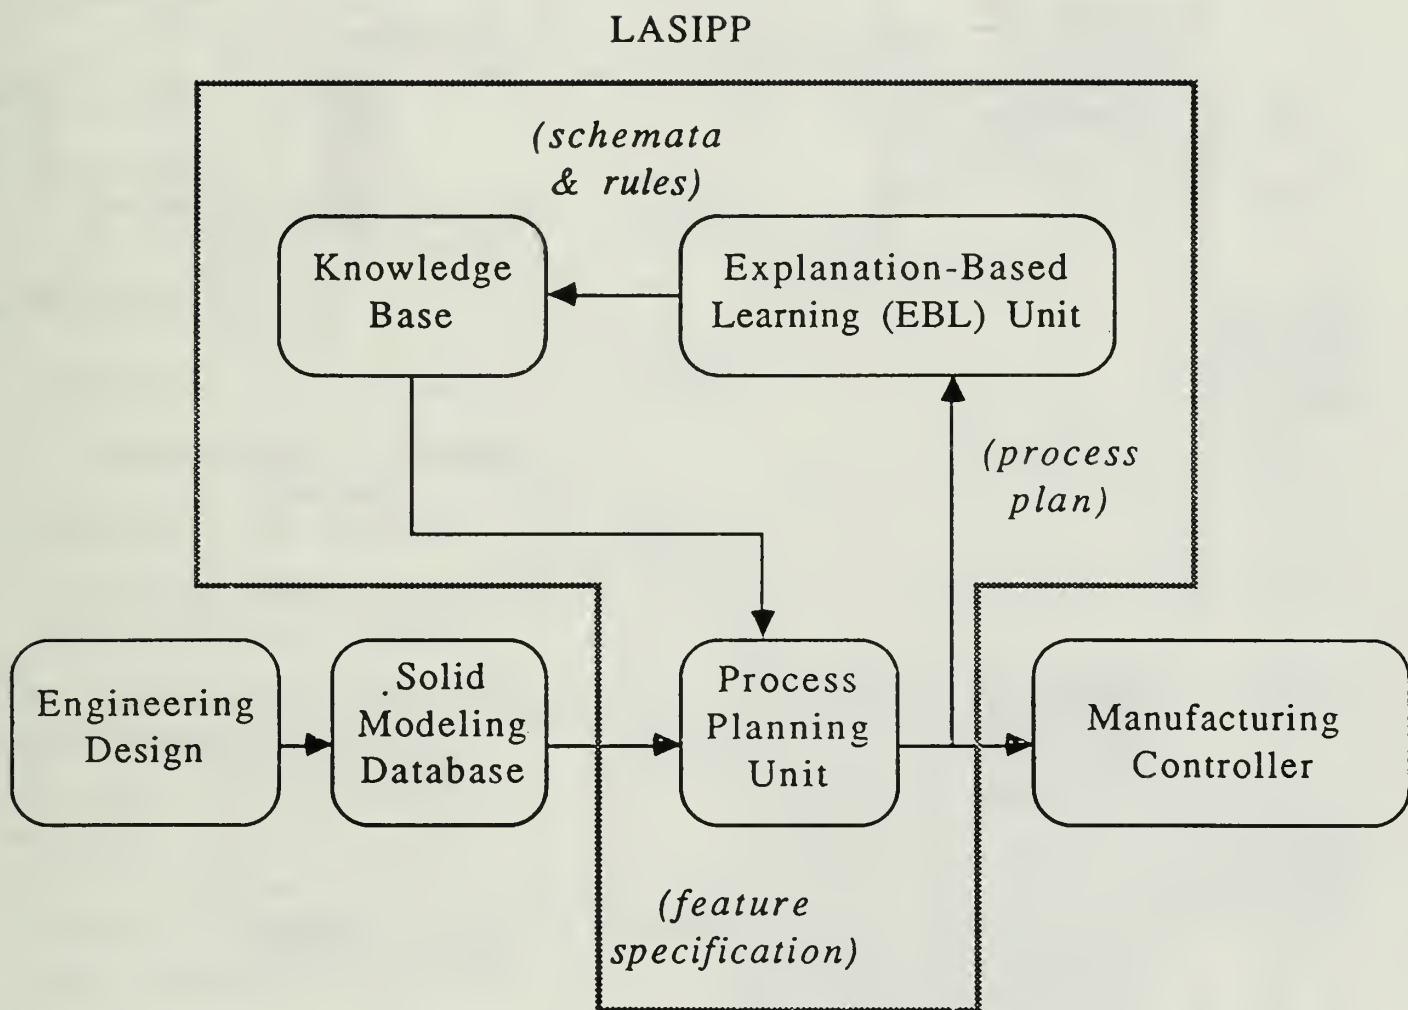 LASIPP
(schemata
& rules)
Knowledge
Base
Explanation-Based
Learning (EBL) Unit
(process
plan)
Engineering
Design
Solid
Modeling
Database
Process
Planning
Unit
Manufacturing
Controller
(feature
specification)